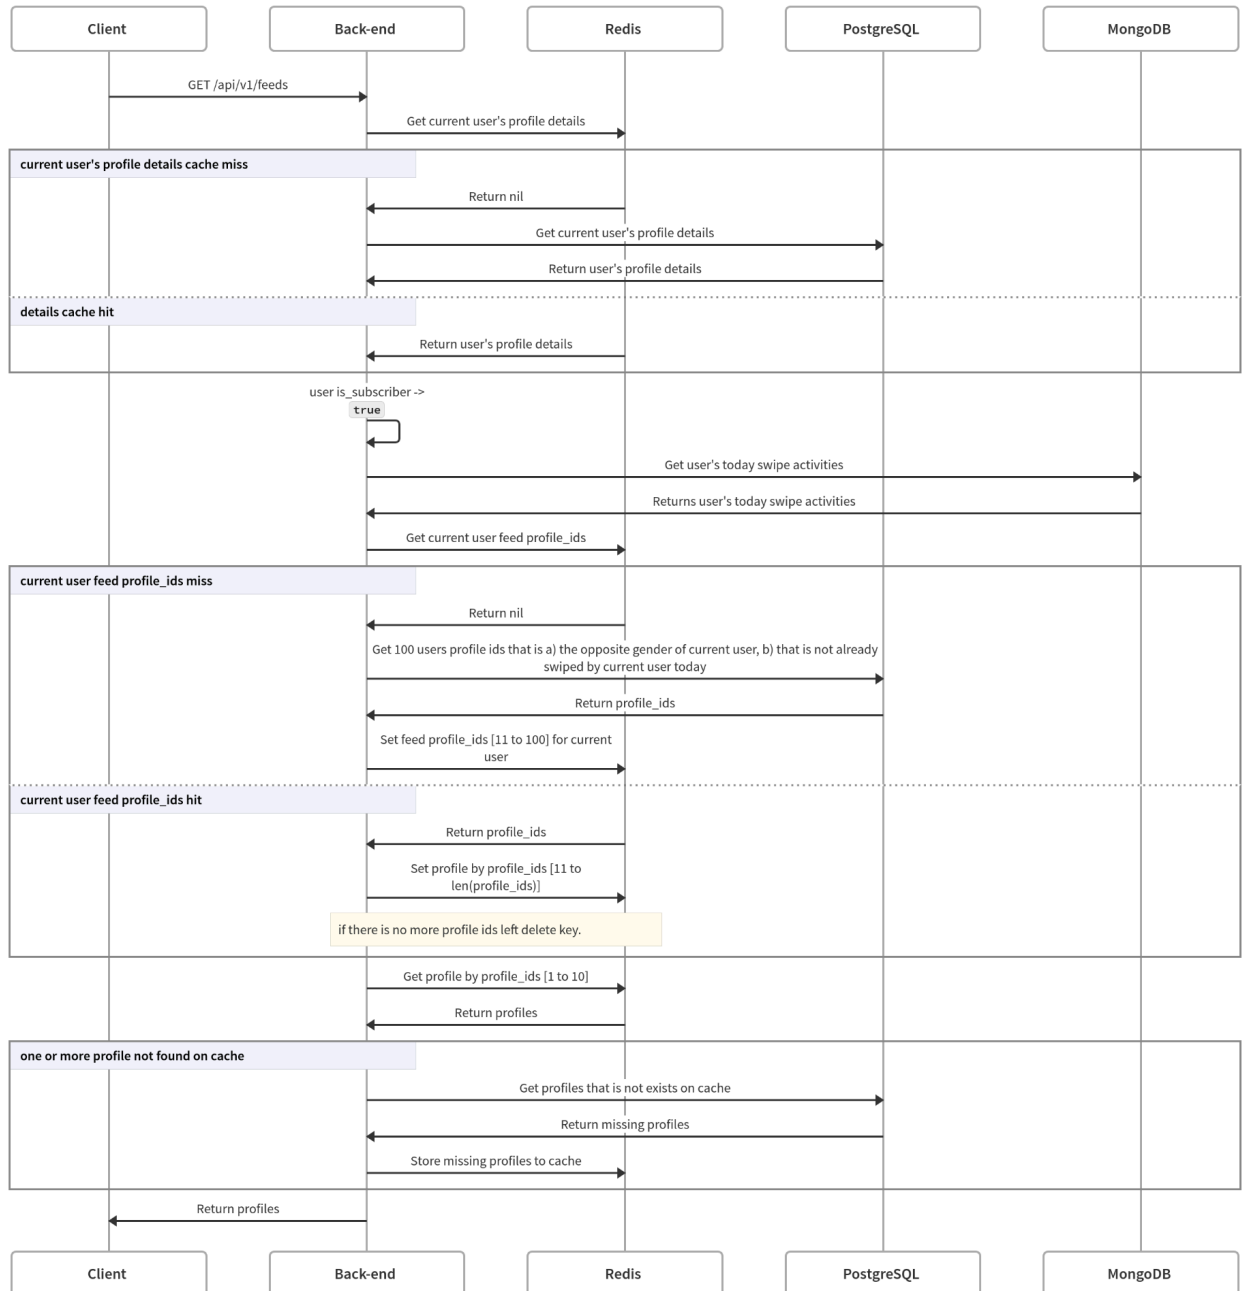 Client
Back-end
Redis
PostgreSQL
MongoDB
GET /api/v1/feeds
Get current user's profile details
current user's profile details cache miss
Return nil
Get current user's profile details
Return user's profile details
details cache hit
Return user's profile details
user is_subscriber ->
true
Get user's today swipe activities
Returns user's today swipe activities
Get current user feed profile_ids
current user feed profile_ids miss
Return nil
Get 100 users profile ids that is a) the opposite gender of current user, b) that is not already
swiped by current user today
Return profile_ids
Set feed profile_ids [11 to 100] for current
user
current user feed profile_ids hit
Return profile_ids
Set profile by profile_ids [11 to
len(profile_ids)]
if there is no more profile ids left delete key.
Get profile by profile_ids [1 to 10]
Return profiles
one or more profile not found on cache
Get profiles that is not exists on cache
Return missing profiles
Store missing profiles to cache
Return profiles
Client
Back-end
Redis
PostgreSQL
MongoDB